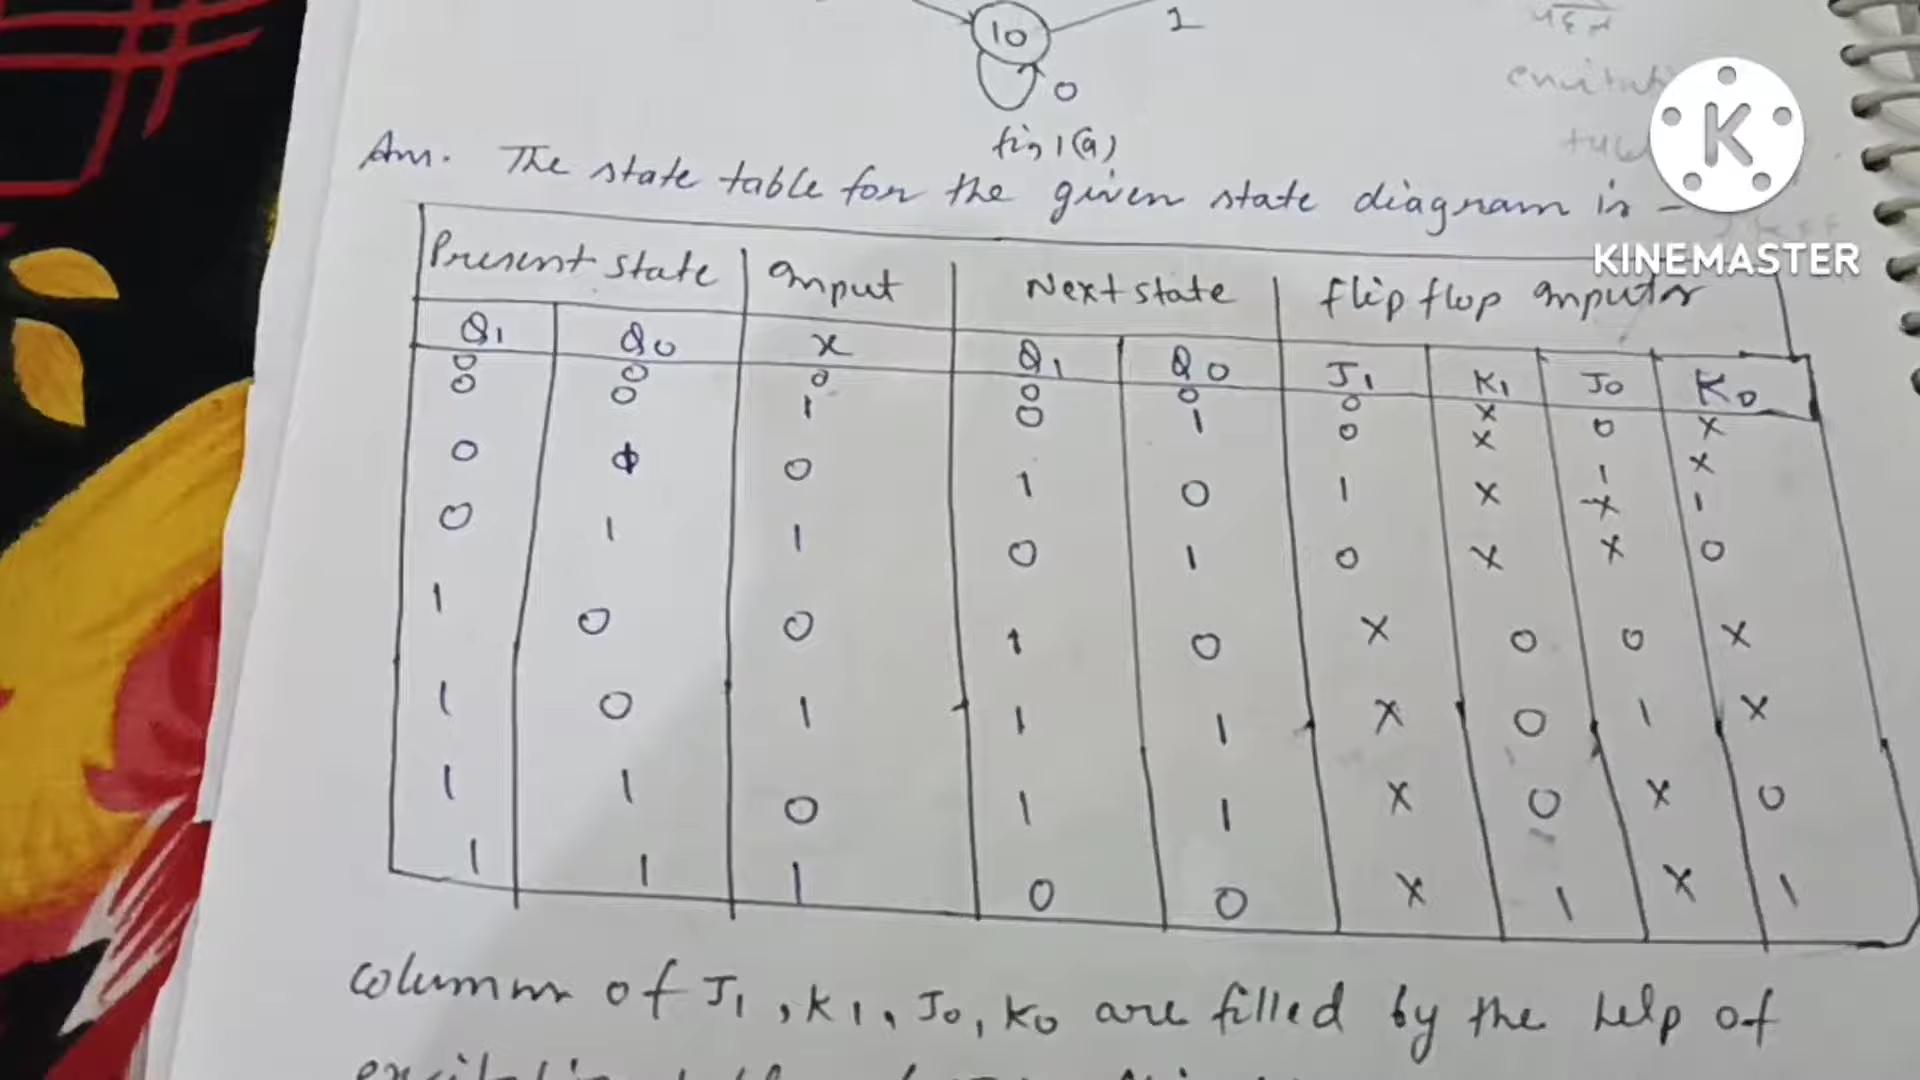 10
1
0
fig 1(a)
K
KINEMASTER
Ans. The state table for the given state diagram is -
Present state Input Next state flip flop inputs
Q1 Q0 x Q1 Q0 J1 K1 J0 K0
0 0 0 0 0 0 x 0 x
0 0 1 0 1 0 x 1 x
0 1 0 1 0 1 x x 1
0 1 1 0 1 0 x x 0
1 0 0 1 0 x 0 0 x
1 0 1 1 1 x 0 1 x
1 1 0 1 1 x 0 x 0
1 1 1 0 0 x 1 x 1
columns of J1, K1, J0, K0 are filled by the help of